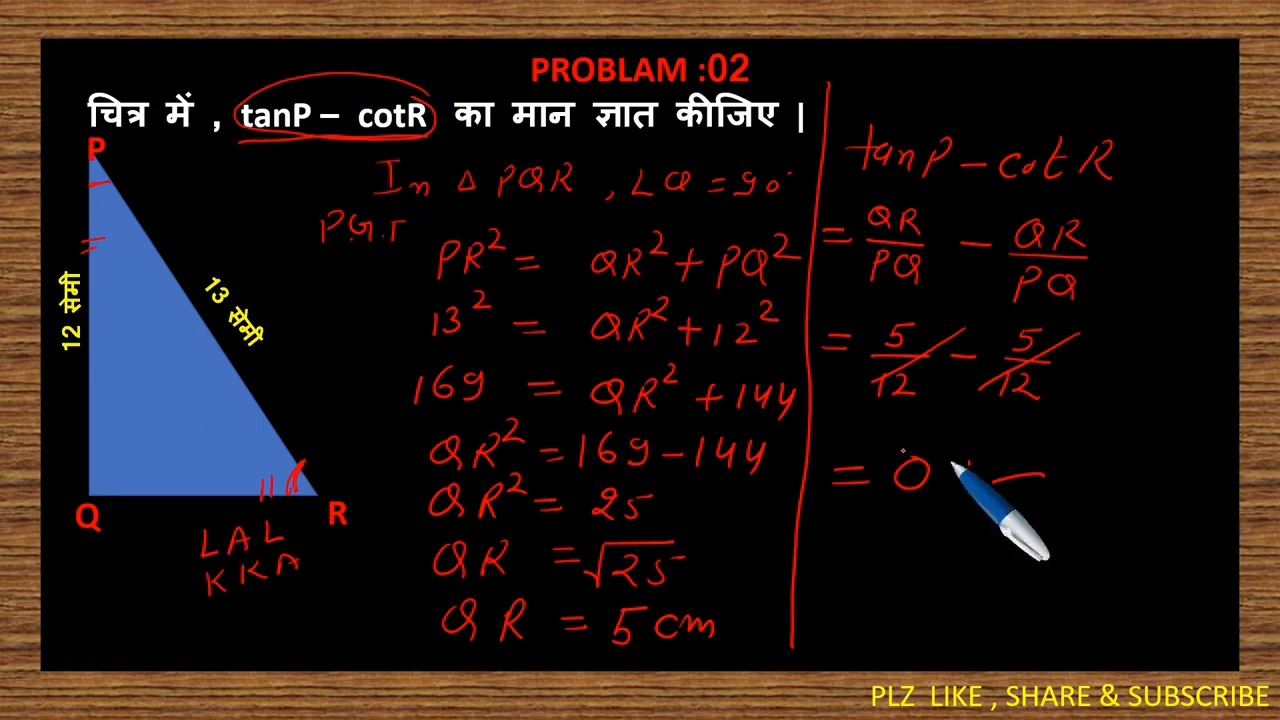 PROBLAM :02
चित्र में , tanP – cotR का मान ज्ञात कीजिए |
P
12 सेमी
13 सेमी
Q
R
LAL
KKA
In Δ PQR , ∠Q = 90°
P.G.T
PR² = QR² + PQ²
13² = QR² + 12²
169 = QR² + 144
QR² = 169 – 144
QR² = 25
QR = √25
QR = 5 cm
tanP – cotR
= QR/PQ – QR/PQ
= 5/12 – 5/12
= 0
PLZ LIKE , SHARE & SUBSCRIBE